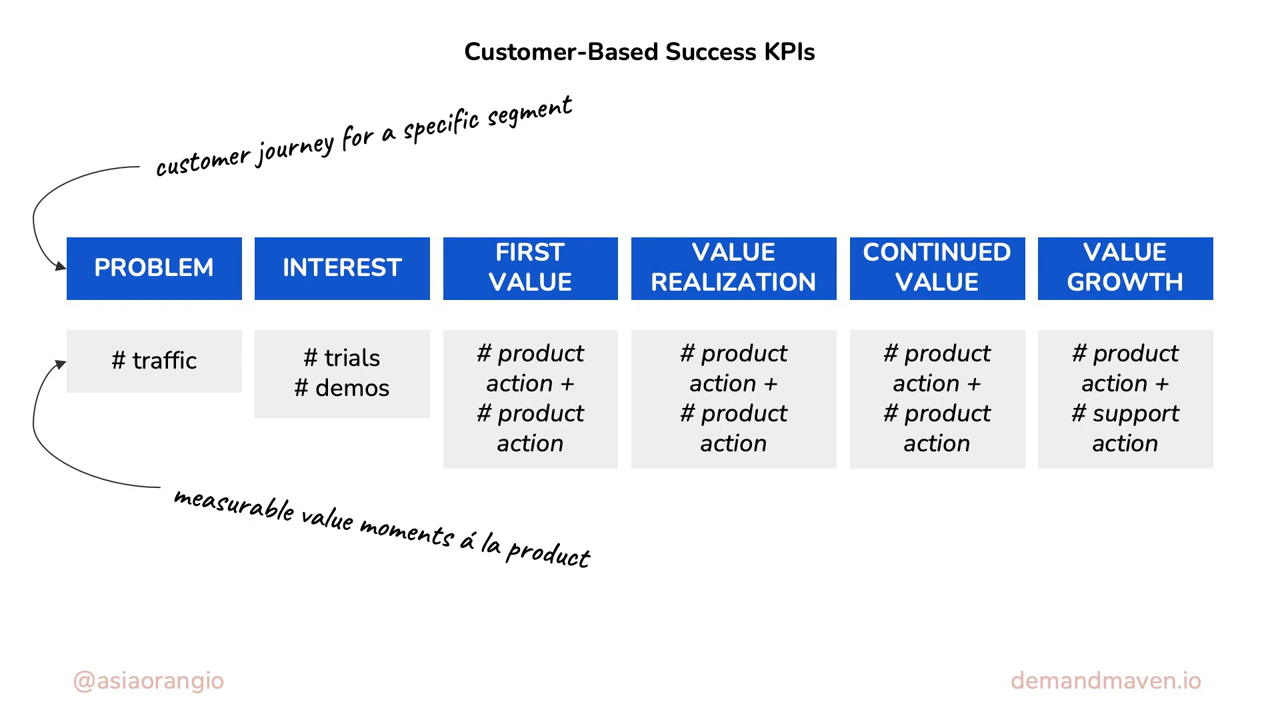 Customer-Based Success KPIs
customer journey for a specific segment
PROBLEM
INTEREST
FIRST
VALUE
VALUE
REALIZATION
CONTINUED
VALUE
VALUE
GROWTH
# traffic
# trials
# demos
# product
action +
# product
action
# product
action +
# product
action
# product
action +
# product
action
# product
action +
# support
action
measurable value moments á la product
@asiaorangio
demandmaven.io